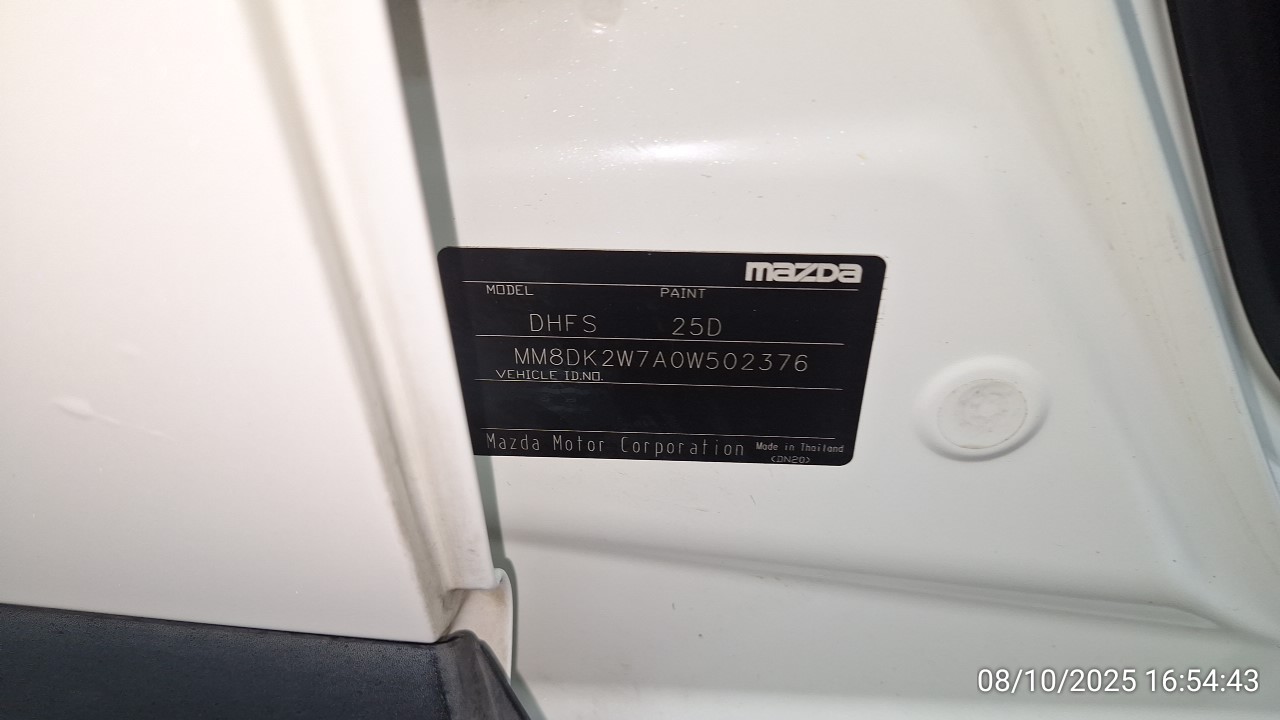 mazda
MODEL PAINT
DHFS 25D
MM8DK2W7A0W502376
VEHICLE ID.NO.
Mazda Motor Corporation Made in Thailand
<DN20>
08/10/2025 16:54:43